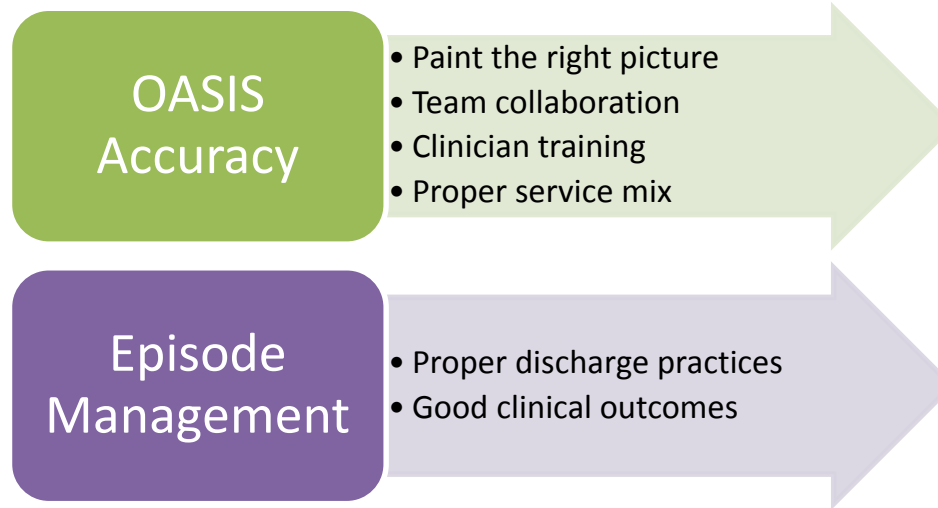 OASIS
Accuracy
• Paint the right picture
• Team collaboration
• Clinician training
• Proper service mix
Episode
Management
• Proper discharge practices
• Good clinical outcomes